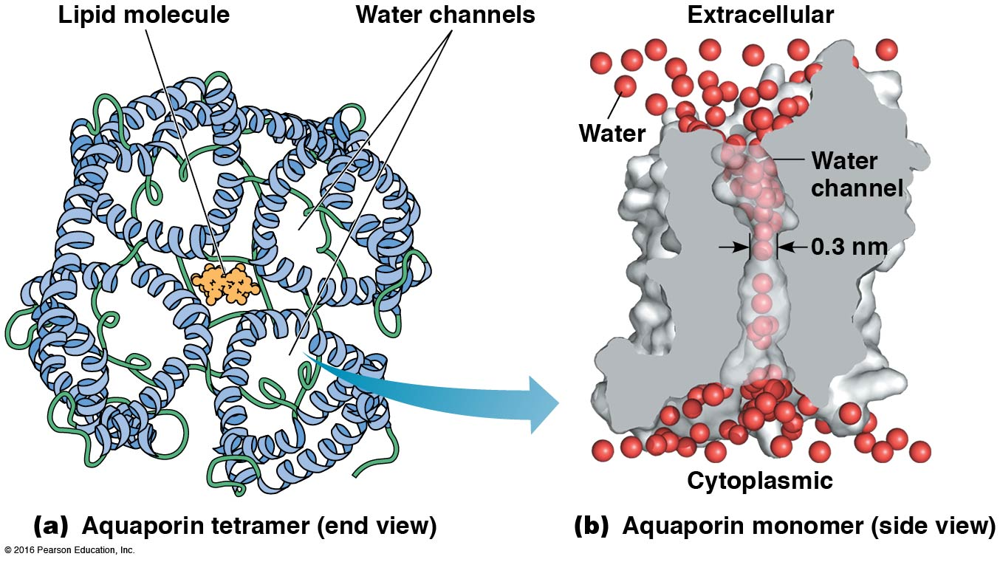 Lipid molecule
Water channels
Extracellular
Water
Water
channel
0.3 nm
Cytoplasmic
(a) Aquaporin tetramer (end view)
(b) Aquaporin monomer (side view)
© 2016 Pearson Education, Inc.